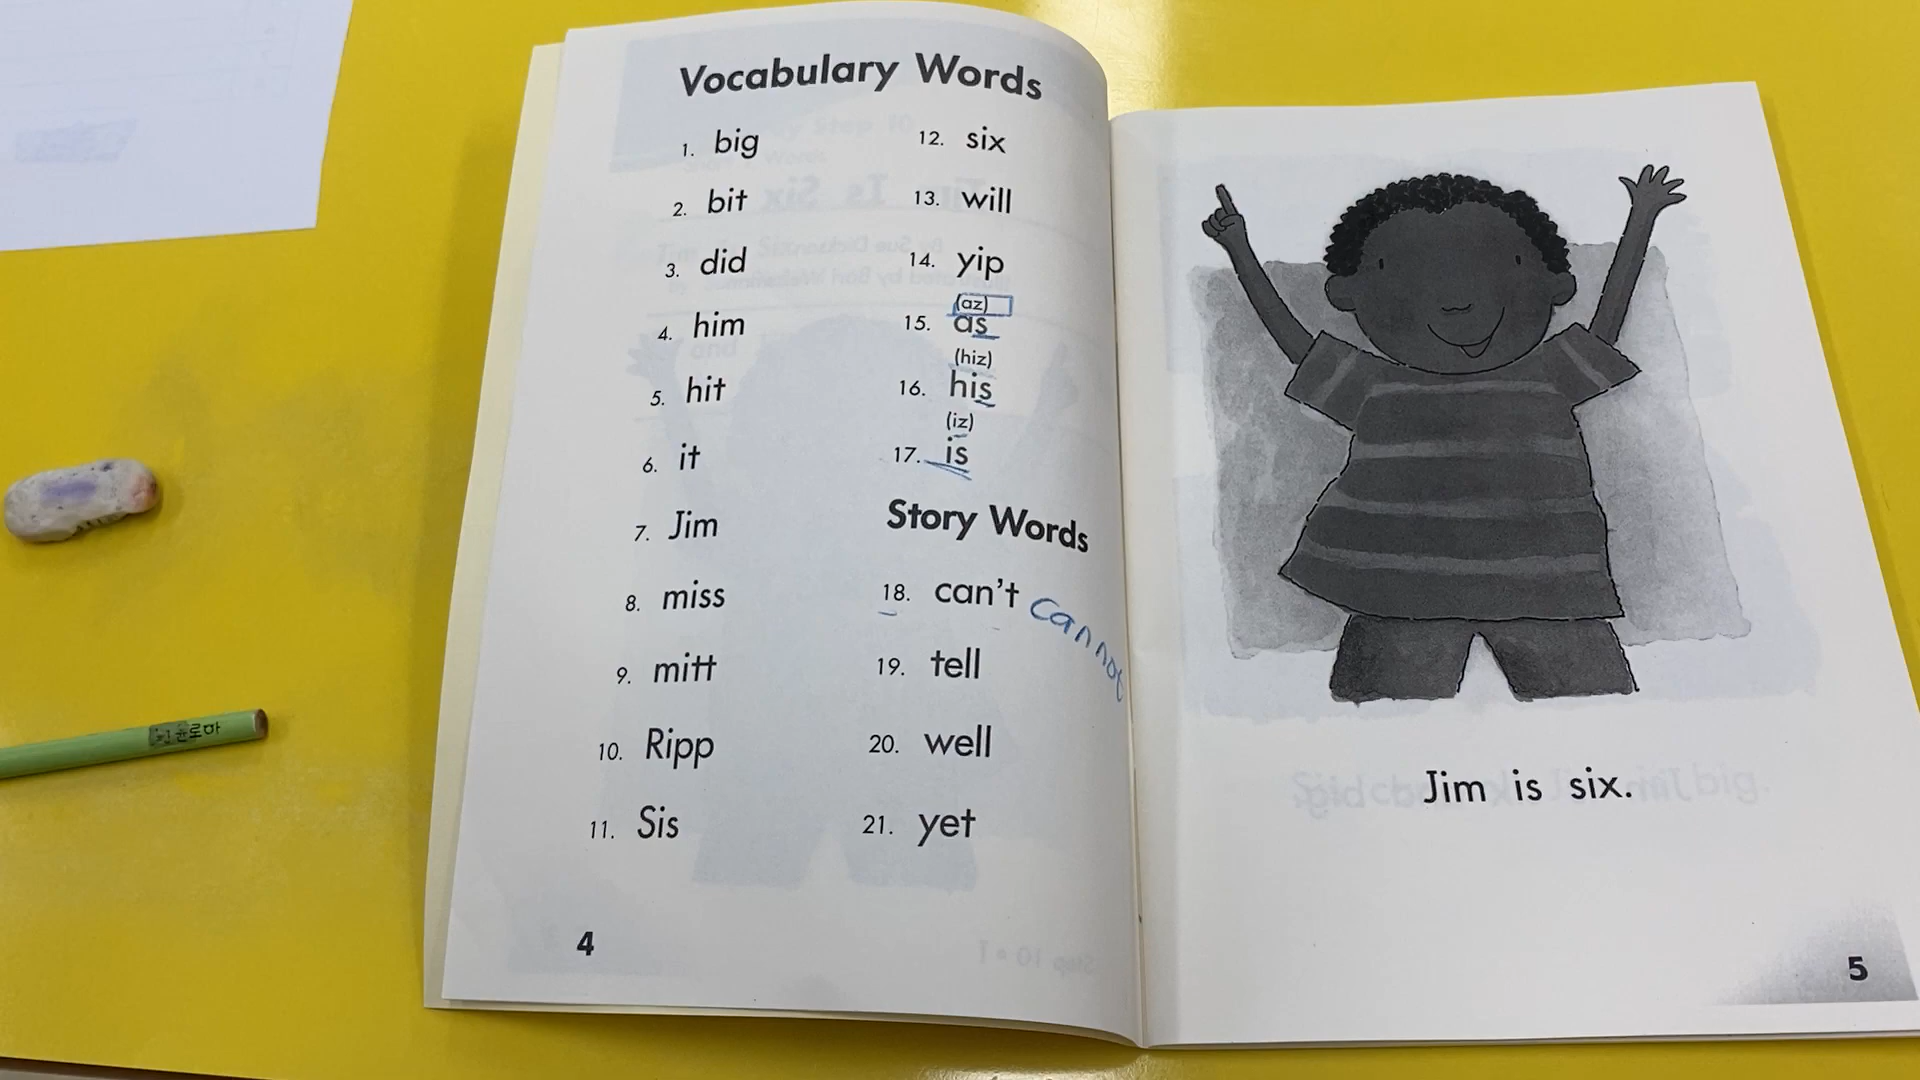 Vocabulary Words
1. big
2. bit
3. did
4. him
5. hit
6. it
7. Jim
8. miss
9. mitt
10. Ripp
11. Sis
12. six
13. will
14. yip
(az)
15. as
(hiz)
16. his
(iz)
17. is
Story Words
18. can't cannot
19. tell
20. well
21. yet
4
Jim is six.
5